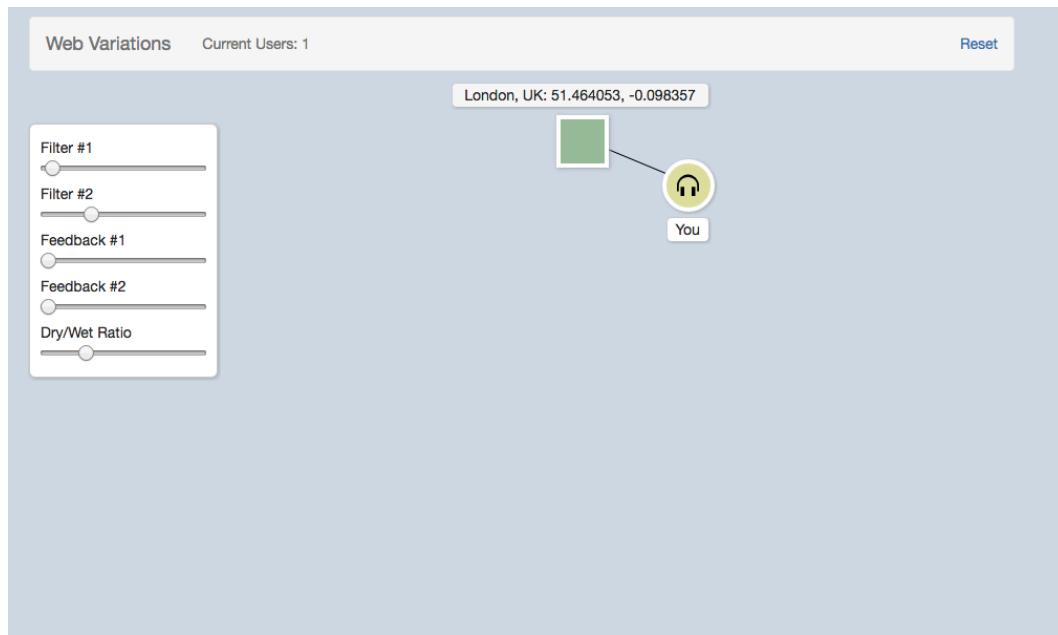 Web Variations Current Users: 1 Reset
London, UK: 51.464053, -0.098357
Filter #1
Filter #2
You
Feedback #1
Feedback #2
Dry/Wet Ratio